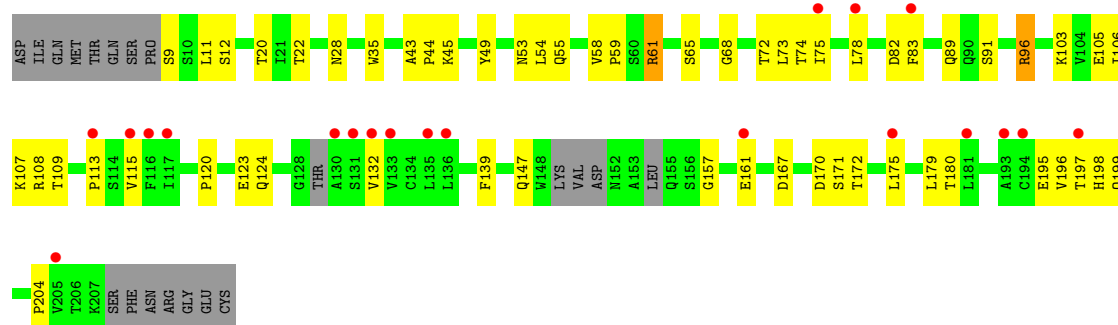 ASP ILE GLN MET THR GLN SER PRO S9 S10 L11 S12 T20 I21 T22 N28 W35 A43 P44 K45 Y49 N53 L54 Q55 V58 P59 S60 R61 S65 G68 T72 L73 T74 I75 L78 D82 F83 Q89 Q90 S91 R96 K103 V104 E105 I106
K107 R108 T109 P113 S114 V115 F116 I117 P120 E123 Q124 G128 THR A130 S131 V132 V133 C134 L135 L136 F139 Q147 W148 LYS VAL ASP N152 A153 LEU Q155 S156 G157 E161 D167 D170 S171 T172 L175 L179 T180 L181 A193 C194 E195 V196 T197 H198 Q199
P204 V205 T206 K207 SER PHE ASN ARG GLY GLU CYS